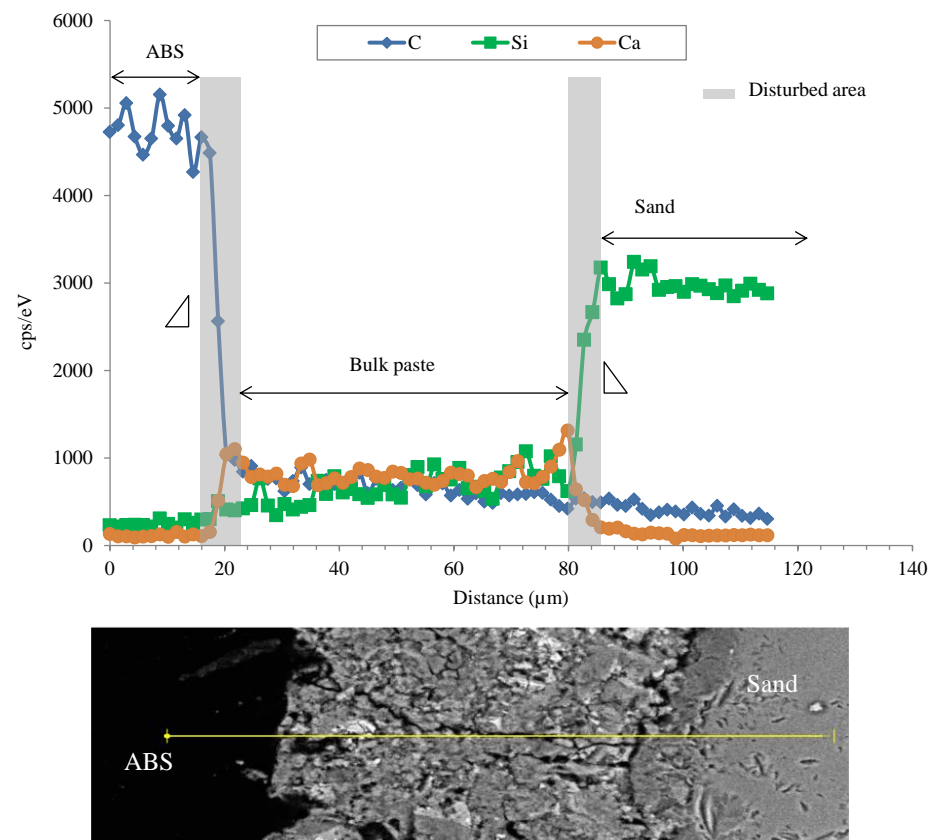 6000
C Si Ca
ABS
Disturbed area
5000
4000
Sand
3000
cps/eV
2000
Bulk paste
1000
0
0 20 40 60 80 100 120 140
Distance (µm)
Sand
ABS